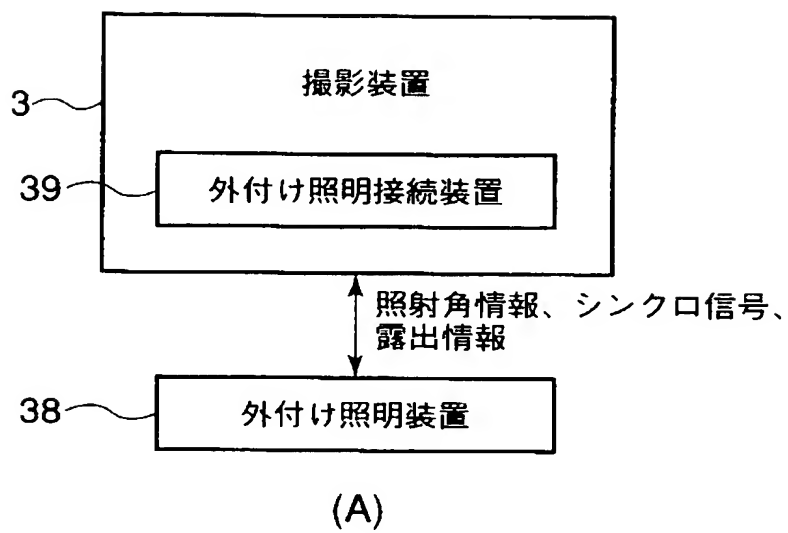 撮影装置
3
39
外付け照明接続装置
照射角情報、シンクロ信号、
露出情報
38
外付け照明装置
(A)